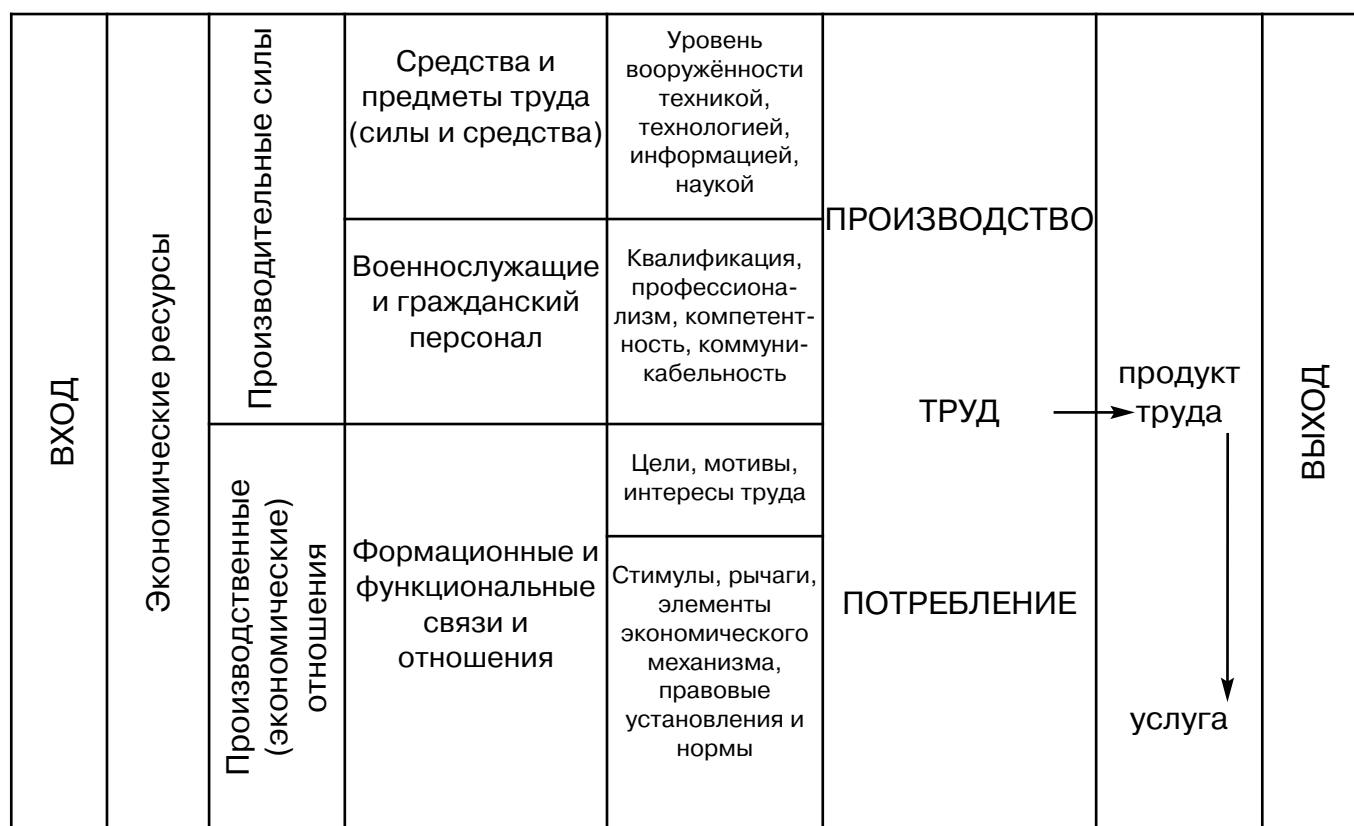 ВХОД
Экономические ресурсы
Производительные силы
Производственные
(экономические)
отношения
Средства и
предметы труда
(силы и средства)
Военнослужащие
и гражданский
персонал
Формационные и
функциональные
связи и
отношения
Уровень
вооружённости
техникой,
технологией,
информацией,
наукой
Квалификация,
профессиона-
лизм, компетент-
ность, коммуни-
кабельность
Цели, мотивы,
интересы труда
Стимулы, рычаги,
элементы
экономического
механизма,
правовые
установления и
нормы
ПРОИЗВОДСТВО
ТРУД
ПОТРЕБЛЕНИЕ
продукт
труда
услуга
ВЫХОД